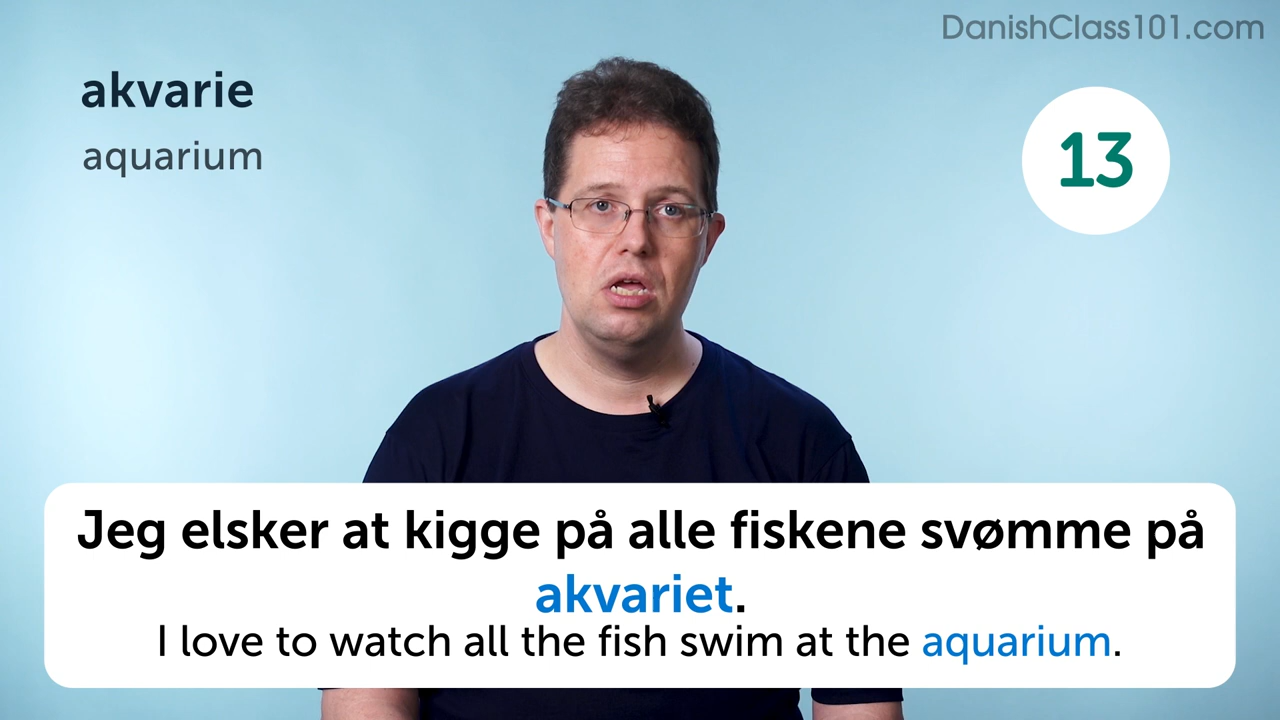 DanishClass101.com
akvarie
aquarium
13
Jeg elsker at kigge på alle fiskene svømme på
akvariet.
I love to watch all the fish swim at the aquarium.